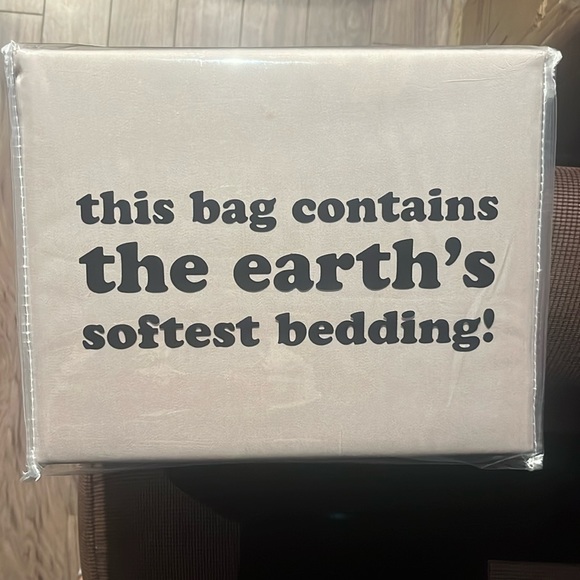 this bag contains
the earth’s
softest bedding!